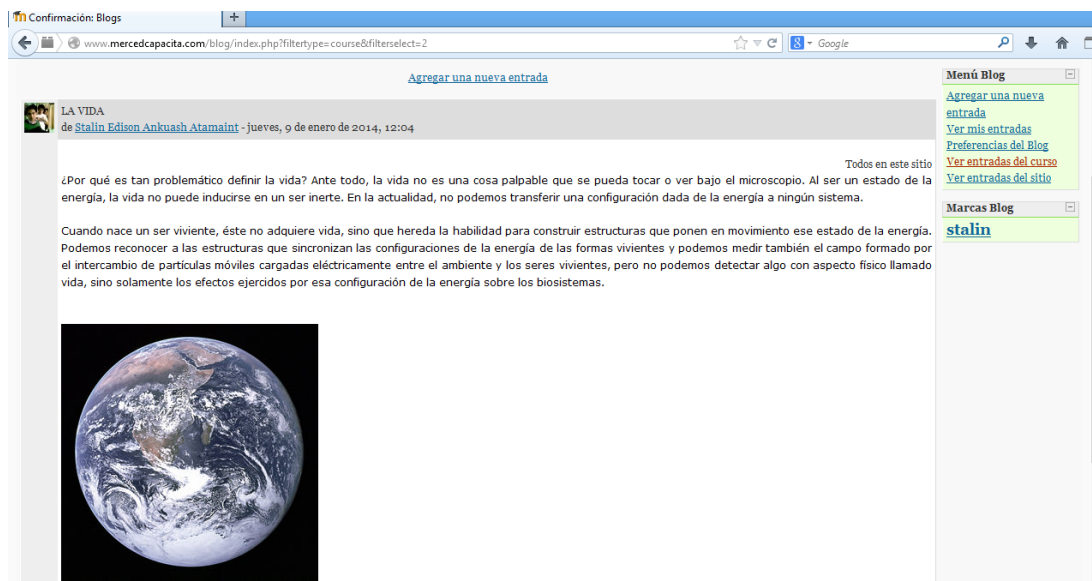 Confirmación: Blogs
www.mercedcapacita.com/blog/index.php?filtertype=course&filterselect=2
Google
Agregar una nueva entrada
LA VIDA
de Stalin Edison Ankuash Atamaint - jueves, 9 de enero de 2014, 12:04
Todos en este sitio
¿Por qué es tan problemático definir la vida? Ante todo, la vida no es una cosa palpable que se pueda tocar o ver bajo el microscopio. Al ser un estado de la
energía, la vida no puede inducirse en un ser inerte. En la actualidad, no podemos transferir una configuración dada de la energía a ningún sistema.
Cuando nace un ser viviente, éste no adquiere vida, sino que hereda la habilidad para construir estructuras que ponen en movimiento ese estado de la energía.
Podemos reconocer a las estructuras que sincronizan las configuraciones de la energía de las formas vivientes y podemos medir también el campo formado por
el intercambio de partículas móviles cargadas eléctricamente entre el ambiente y los seres vivientes, pero no podemos detectar algo con aspecto físico llamado
vida, sino solamente los efectos ejercidos por esa configuración de la energía sobre los biosistemas.
Menú Blog
Agregar una nueva
entrada
Ver mis entradas
Preferencias del Blog
Ver entradas del curso
Ver entradas del sitio
Marcas Blog
stalin